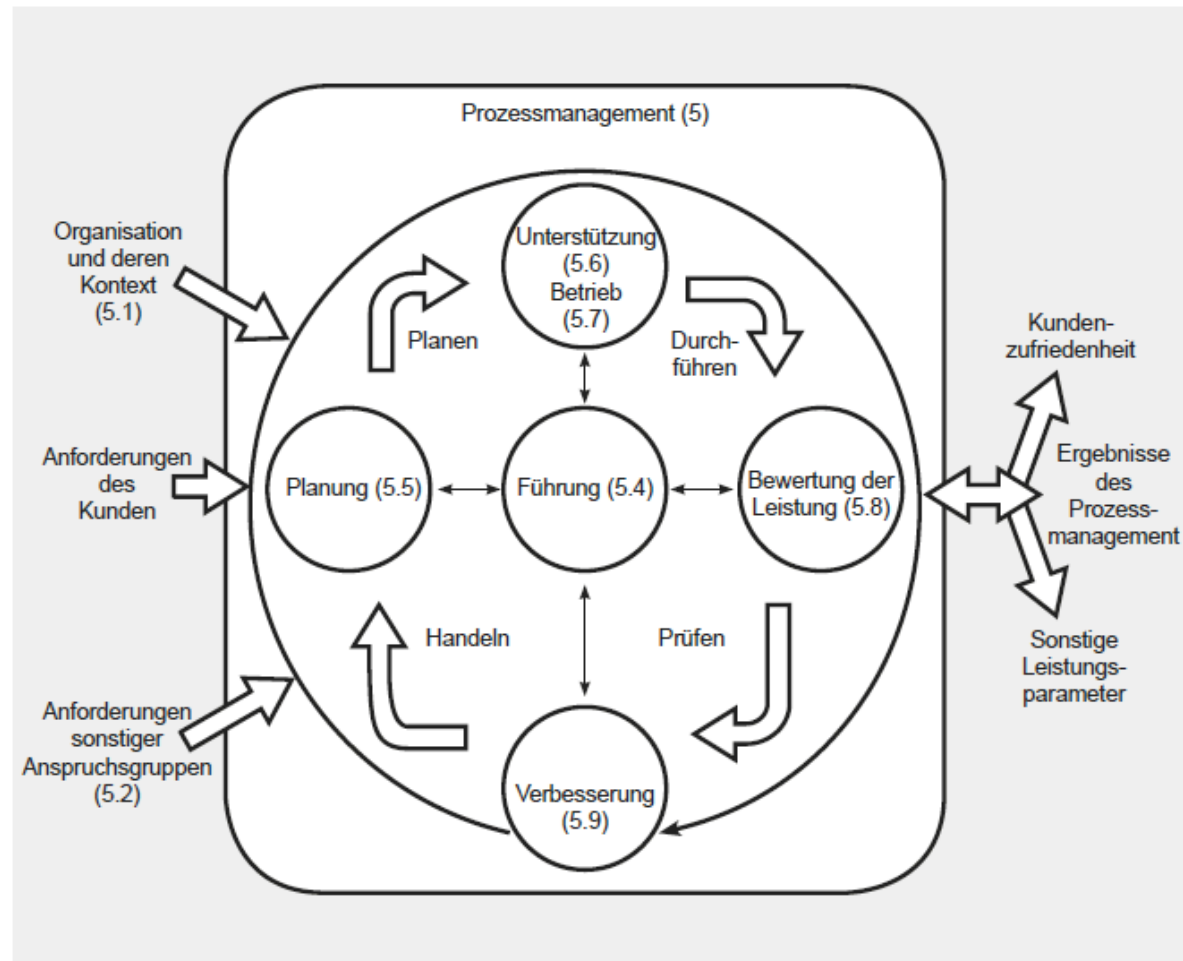 Prozessmanagement (5)
Organisation
und deren
Kontext
(5.1)
Anforderungen
des
Kunden
Anforderungen
sonstiger
Anspruchsgruppen
(5.2)
Unterstützung
(5.6)
Betrieb
(5.7)
Planen
Durch-
führen
Planung (5.5)
Führung (5.4)
Bewertung der
Leistung (5.8)
Handeln
Prüfen
Verbesserung
(5.9)
Kunden-
zufriedenheit
Ergebnisse
des
Prozess-
management
Sonstige
Leistungs-
parameter